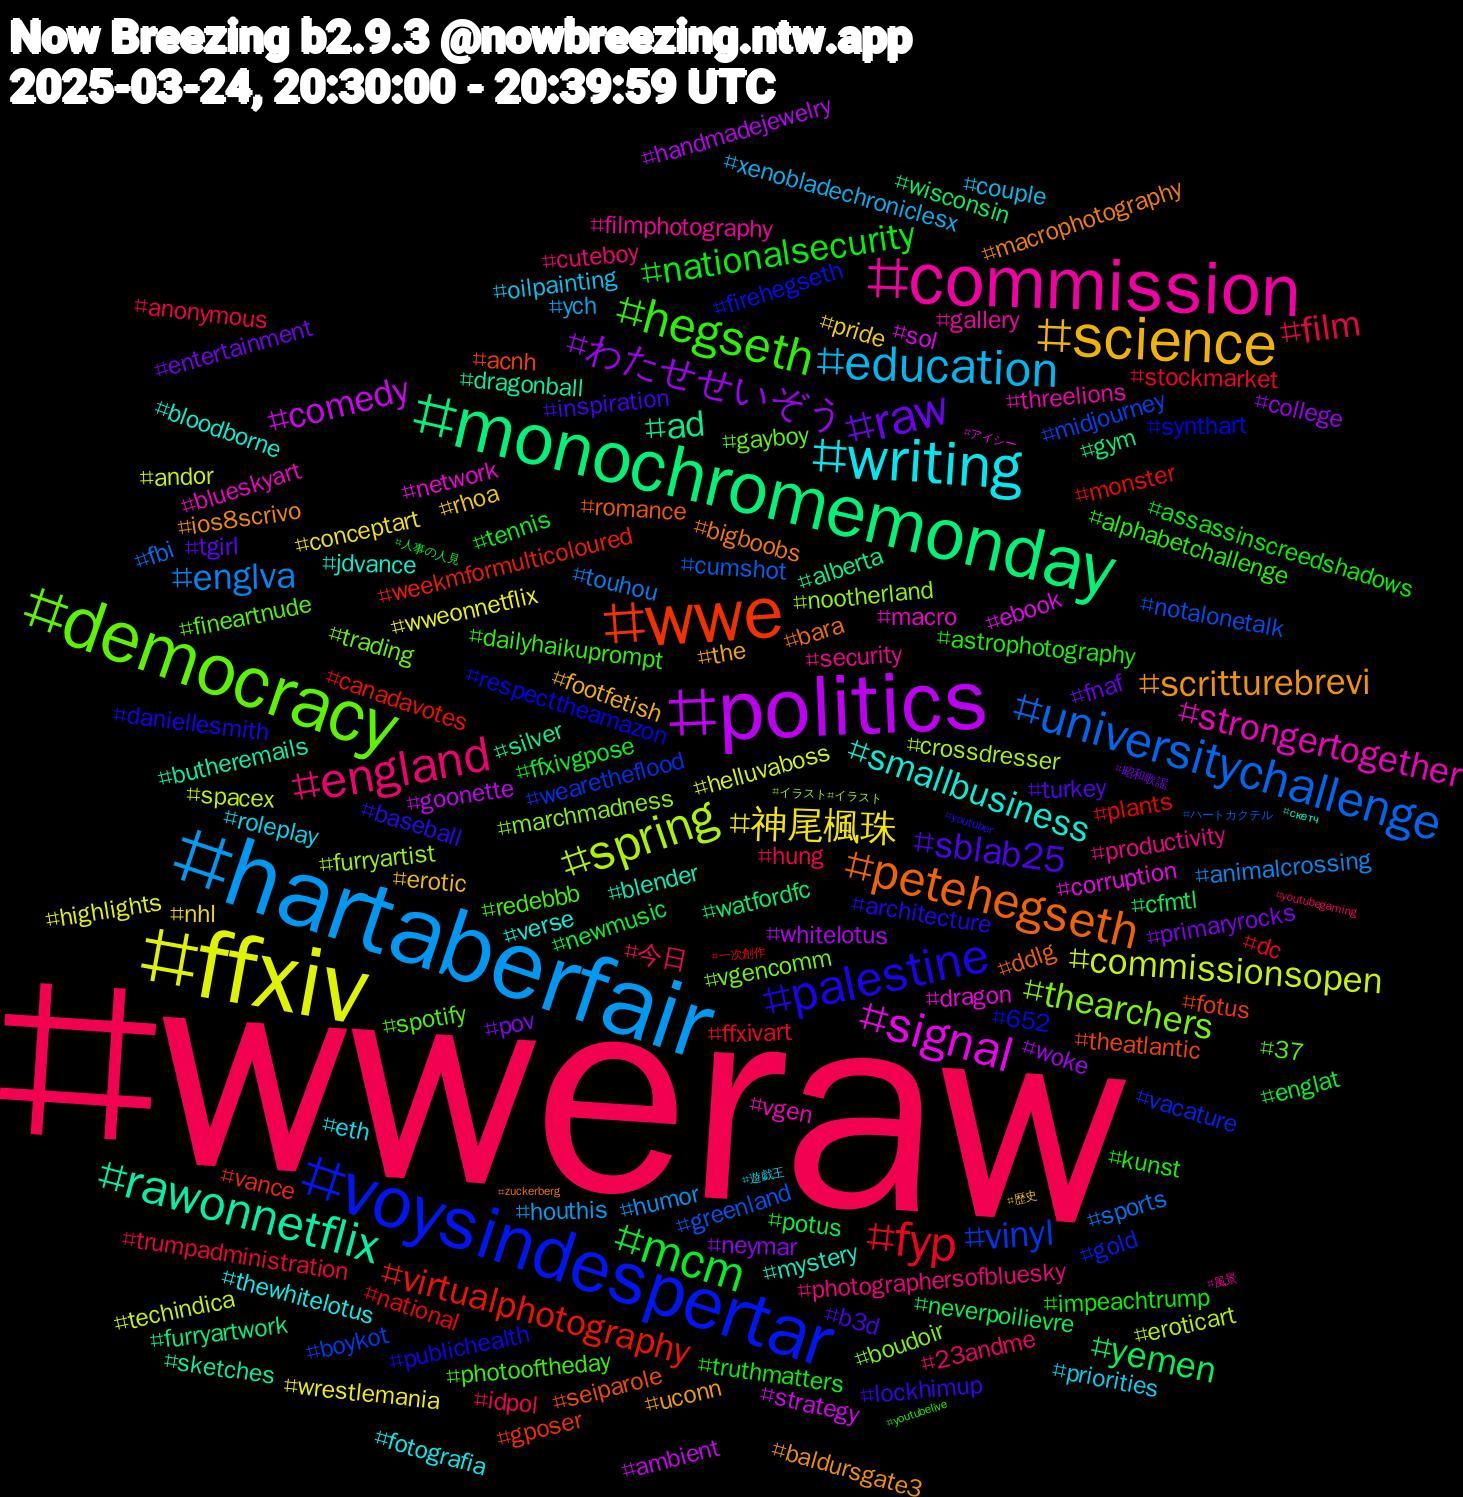 Now Breezing b2.9.3 @nowbreezing.ntw.app
2025-03-24, 20:30:00 - 20:39:59 UTC
#handmadejewelry
#wisconsin
#xenobladechroniclesx
#couple
#macrophotography
#filmphotography
#cuteboy
#nationalsecurity
#oilpainting
#ych
#firehegseth
#commission
#anonymous
#hegseth
#pride
#sol
#gallery
#film
#entertainment
#acnh
#science
#stockmarket
#dragonball
#education
#わたせせいぞう
#comedy
#inspiration
#threelions
#midjourney
#college
#bloodborne
#monochromemonday
#ad
#raw
#gayboy
#アイシー
#gym
#synthart
#andor
#blueskyart
#network
#writing
#monster
#ios8scrivo
#conceptart
#rhoa
#romance
#bigboobs
#alphabetchallenge
#assassinscreedshadows
#人事の人見
#tennis
#fbi
#englva
#jdvance
#weekmformulticoloured
#touhou
#cumshot
#alberta
#nootherland
#wwe
#democracy
#fineartnude
#wweonnetflix
#trading
#dailyhaikuprompt
#bara
#macro
#ebook
#notalonetalk
#the
#security
#astrophotography
#scritturebrevi
#canadavotes
#footfetish
#politics
#fnaf
#respecttheamazon
#universitychallenge
#strongertogether
#daniellesmith
#england
#silver
#butheremails
#ffxivgpose
#petehegseth
#crossdresser
#smallbusiness
#helluvaboss
#spacex
#goonette
#wearetheflood
#turkey
#昭和歌謡
#hartaberfair
#marchmadness
#spring
#神尾楓珠
#イラスト#イラスト
#скетч
#roleplay
#baseball
#plants
#ハートカクテル
#furryartist
#erotic
#hung
#productivity
#animalcrossing
#highlights
#nhl
#redebbb
#blender
#sblab25
#corruption
#ffxiv
#verse
#watfordfc
#cfmtl
#youtuber
#newmusic
#architecture
#primaryrocks
#commissionsopen
#whitelotus
#今日
#vgencomm
#dc
#youtubegaming
#palestine
#thearchers
#ddlg
#一次創作
#signal
#dragon
#fotus
#spotify
#pov
#652
#ffxivart
#theatlantic
#woke
#37
#wweraw
#englat
#vgen
#vacature
#eth
#voysindespertar
#rawonnetflix
#kunst
#遊戯王
#vance
#zuckerberg
#歴史
#houthis
#humor
#greenland
#vinyl
#sports
#potus
#mcm
#fyp
#neymar
#gold
#trumpadministration
#mystery
#風景
#photographersofbluesky
#virtualphotography
#thewhitelotus
#techindica
#national
#b3d
#impeachtrump
#neverpoilievre
#furryartwork
#boykot
#publichealth
#boudoir
#eroticart
#yemen
#sketches
#photooftheday
#23andme
#truthmatters
#priorities
#wrestlemania
#idpol
#seiparole
#uconn
#lockhimup
#strategy
#gposer
#fotografia
#ambient
#baldursgate3
#youtubelive